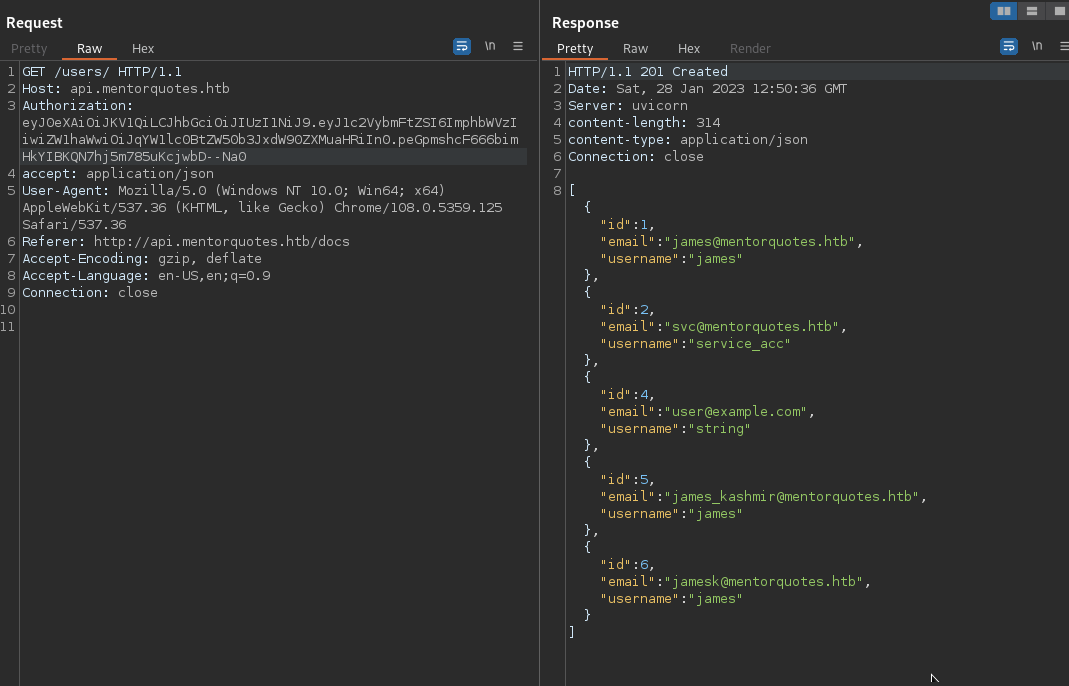 Request
Pretty Raw Hex
\n
1 GET /users/ HTTP/1.1
2 Host: api.mentorquotes.htb
3 Authorization:
eyJ0eXAiOiJKV1QiLCJhbGciOiJIUzI1NiJ9.eyJ1c2VybmFtZSI6ImphbWVzI
iwiZW1haWwiOiJqYW1lc0BtZW50b3JxdW90ZXMuaHRiIn0.peGpmshcF666bim
HkYIBKQN7hj5m785uKcjwbD--Na0
4 accept: application/json
5 User-Agent: Mozilla/5.0 (Windows NT 10.0; Win64; x64)
AppleWebKit/537.36 (KHTML, like Gecko) Chrome/108.0.5359.125
Safari/537.36
6 Referer: http://api.mentorquotes.htb/docs
7 Accept-Encoding: gzip, deflate
8 Accept-Language: en-US,en;q=0.9
9 Connection: close
10
11
Response
Pretty Raw Hex Render
\n
1 HTTP/1.1 201 Created
2 Date: Sat, 28 Jan 2023 12:50:36 GMT
3 Server: uvicorn
4 content-length: 314
5 content-type: application/json
6 Connection: close
7
8 [
{
"id":1,
"email":"james@mentorquotes.htb",
"username":"james"
},
{
"id":2,
"email":"svc@mentorquotes.htb",
"username":"service_acc"
},
{
"id":4,
"email":"user@example.com",
"username":"string"
},
{
"id":5,
"email":"james_kashmir@mentorquotes.htb",
"username":"james"
},
{
"id":6,
"email":"jamesk@mentorquotes.htb",
"username":"james"
}
]